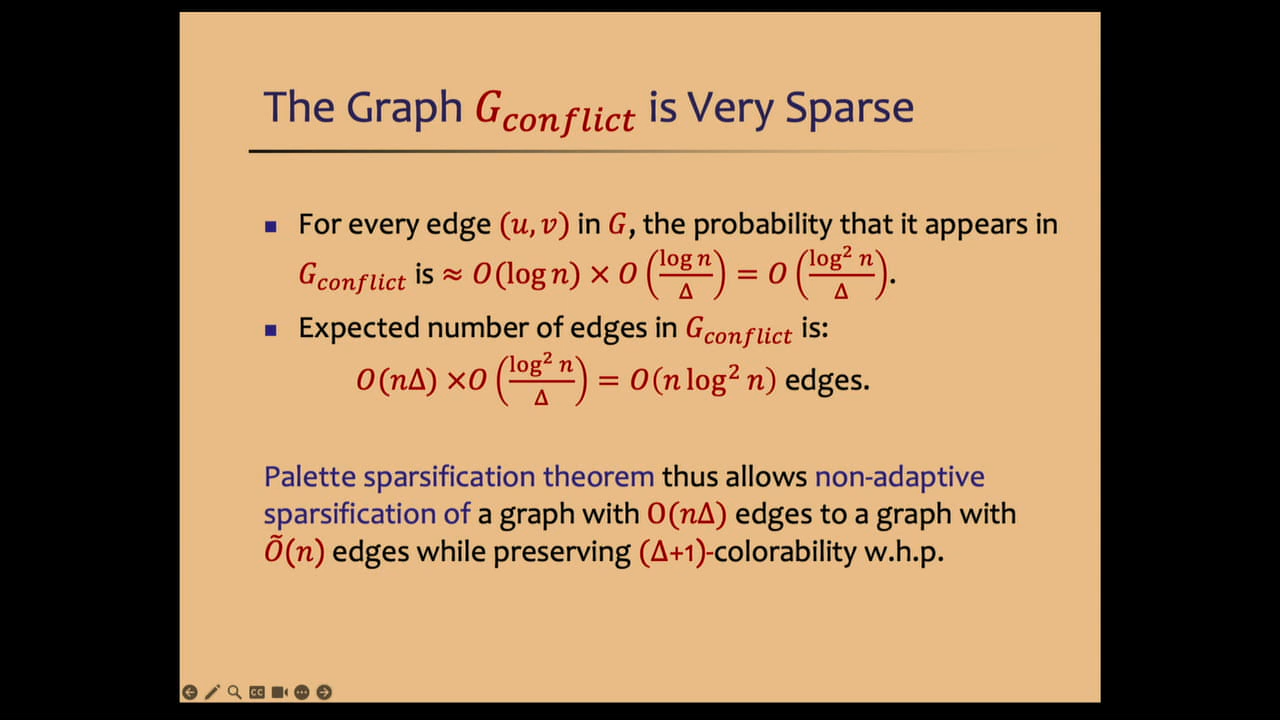 The Graph G_conflict is Very Sparse
▪ For every edge (u, v) in G, the probability that it appears in
G_conflict is ≈ O(log n) × O(log n / Δ) = O(log² n / Δ).
▪ Expected number of edges in G_conflict is:
O(nΔ) ×O(log² n / Δ) = O(n log² n) edges.
Palette sparsification theorem thus allows non-adaptive
sparsification of a graph with O(nΔ) edges to a graph with
Õ(n) edges while preserving (Δ+1)-colorability w.h.p.
CC